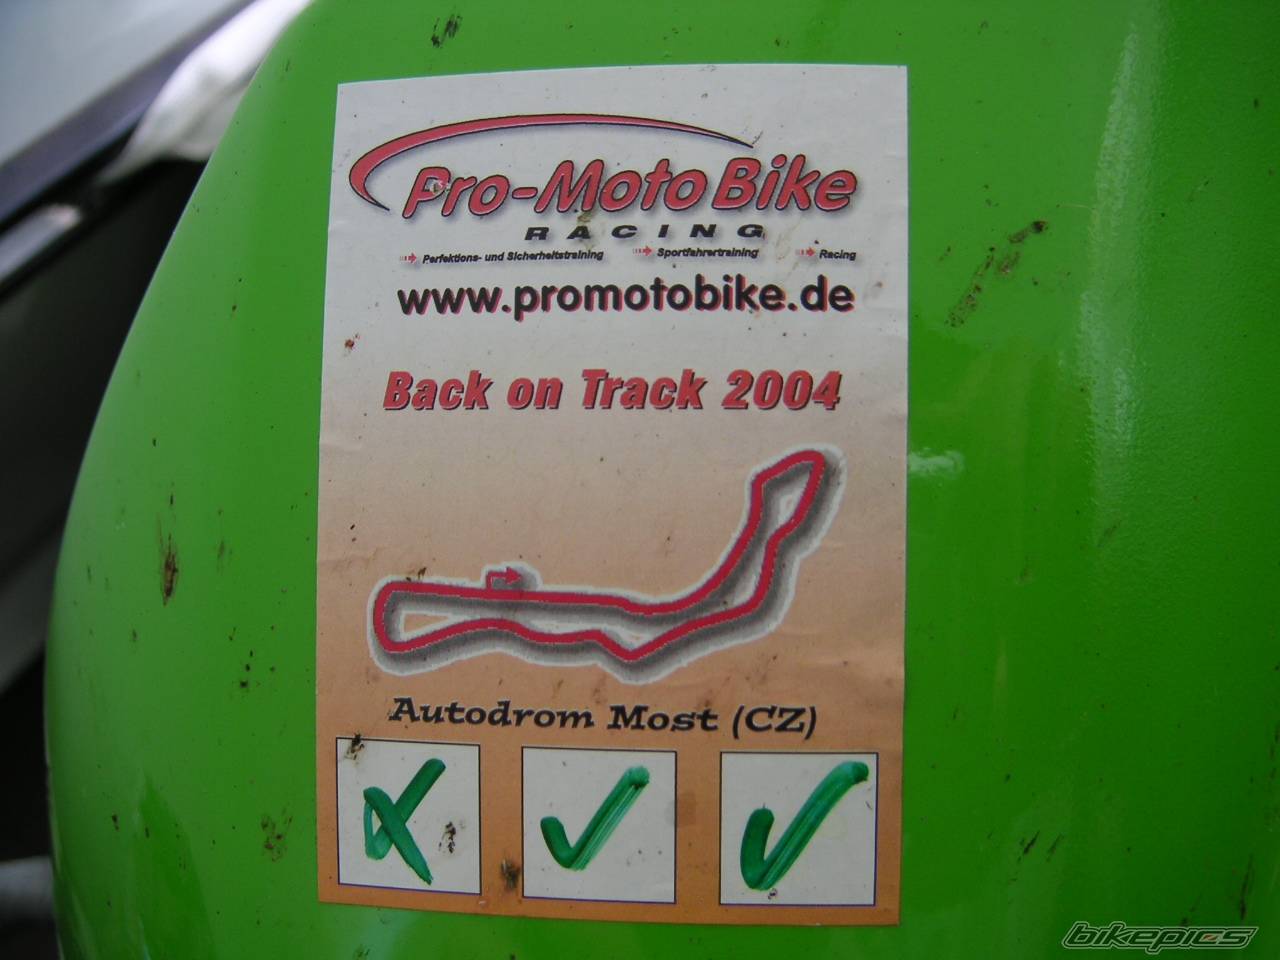 Pro-Moto Bike
RACING
Perfektions- und Sicherheitstraining Sportfahrertraining Racing
www.promotobike.de
Back on Track 2004
Autodrom Most (CZ)
bikepics